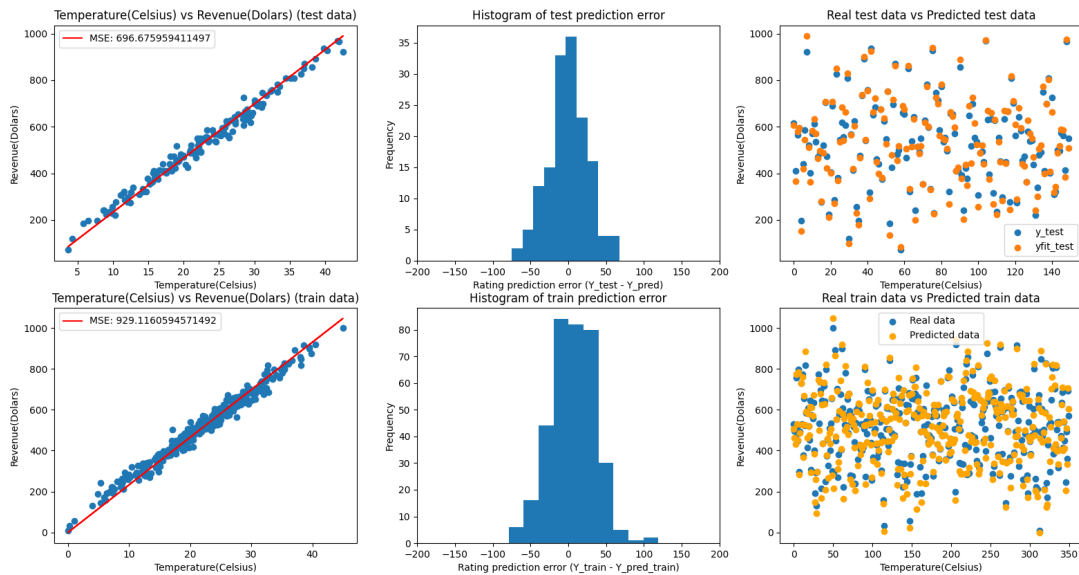 Temperature(Celsius) vs Revenue(Dolars) (test data)
MSE: 696.675959411497
Revenue(Dolars)
1000
800
600
400
200
5 10 15 20 25 30 35 40
Temperature(Celsius)
Histogram of test prediction error
Frequency
35
30
25
20
15
10
5
0
−200 −150 −100 −50 0 50 100 150 200
Rating prediction error (Y_test - Y_pred)
Real test data vs Predicted test data
Revenue(Dolars)
1000
800
600
400
200
y_test
yfit_test
0 20 40 60 80 100 120 140
Temperature(Celsius)
Temperature(Celsius) vs Revenue(Dolars) (train data)
MSE: 929.1160594571492
Revenue(Dolars)
1000
800
600
400
200
0
0 10 20 30 40
Temperature(Celsius)
Histogram of train prediction error
Frequency
80
70
60
50
40
30
20
10
0
−200 −150 −100 −50 0 50 100 150 200
Rating prediction error (Y_train - Y_pred_train)
Real train data vs Predicted train data
Real data
Predicted data
Revenue(Dolars)
1000
800
600
400
200
0
0 50 100 150 200 250 300 350
Temperature(Celsius)